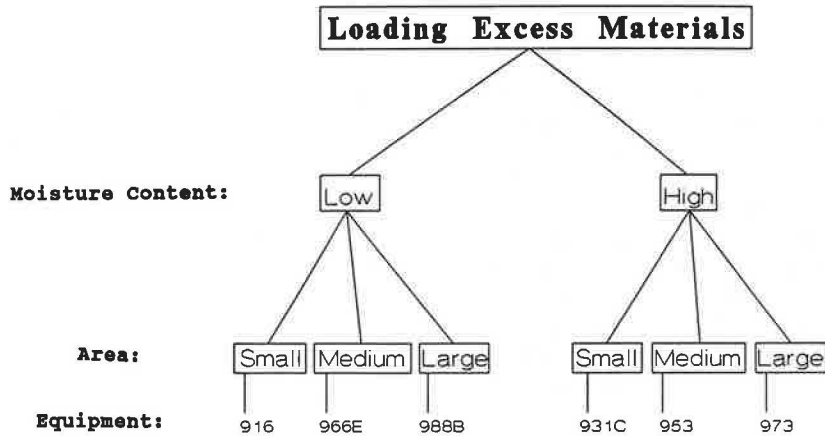 Loading Excess Materials
Moisture Content: Low High
Area: Small Medium Large Small Medium Large
Equipment: 916 966E 988B 931C 953 973